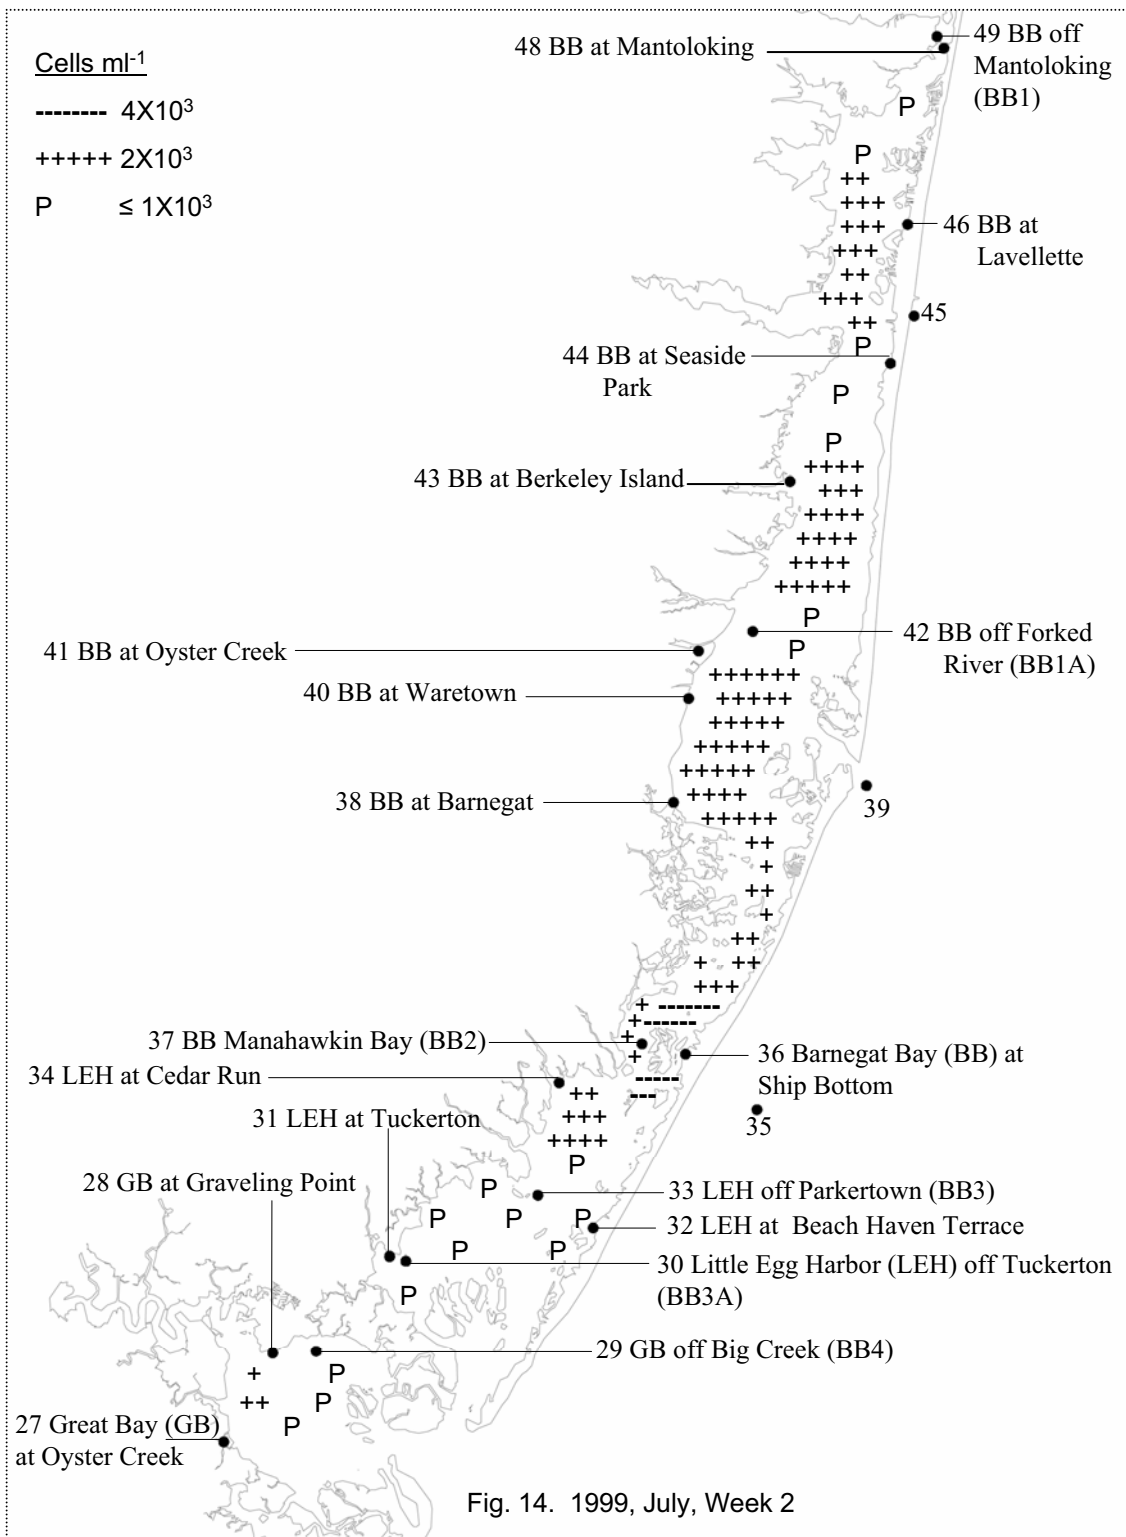 Cells ml-1
-------- 4X10³
+++++ 2X10³
P ≤ 1X10³
48 BB at Mantoloking
49 BB off
Mantoloking
(BB1)
P
P
++
+++
+++
46 BB at
Lavellette
+++
++
+++
45
++
P
44 BB at Seaside
Park
P
P
++++
43 BB at Berkeley Island
+++
++++
++++
++++
+++++
P
42 BB off Forked
River (BB1A)
41 BB at Oyster Creek
P
++++++
40 BB at Waretown
+++++
+++++
+++++
+++++
39
38 BB at Barnegat
++++
+++++
++
+
++
+
++
+ ++
+++
+ -------
+ ------
+
37 BB Manahawkin Bay (BB2)
+
36 Barnegat Bay (BB) at
Ship Bottom
34 LEH at Cedar Run
-----
---
++
35
31 LEH at Tuckerton
+++
++++
P
28 GB at Graveling Point
P
33 LEH off Parkertown (BB3)
P P P
32 LEH at Beach Haven Terrace
P P
30 Little Egg Harbor (LEH) off Tuckerton
(BB3A)
P
29 GB off Big Creek (BB4)
+ P
++ P
P
27 Great Bay (GB)
at Oyster Creek
Fig. 14. 1999, July, Week 2